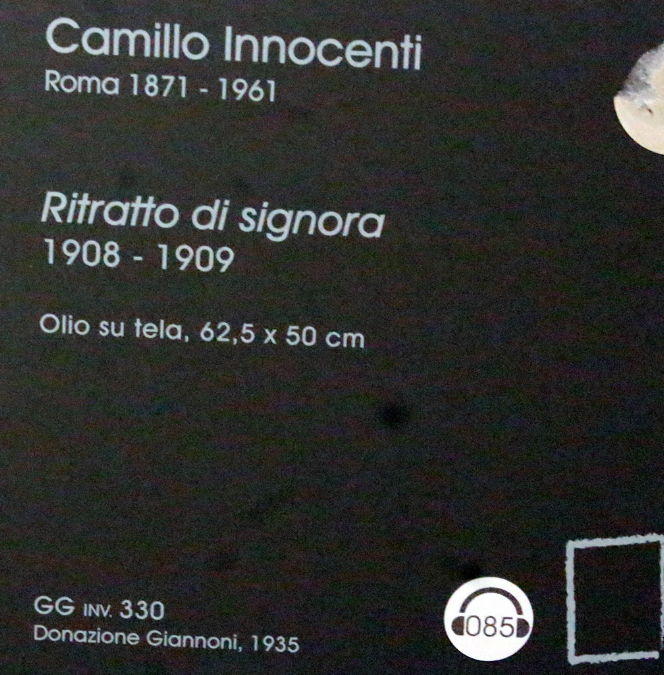 Camillo Innocenti
Roma 1871 - 1961
Ritratto di signora
1908 - 1909
Olio su tela, 62,5 x 50 cm
GG INV. 330
Donazione Giannoni, 1935
085